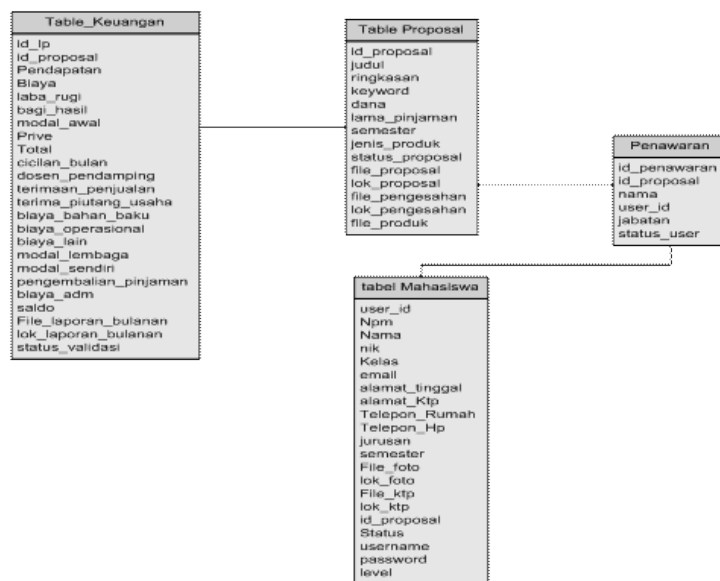 Table_Keuangan
id_lp
id_proposal
Pendapatan
Biaya
laba_rugi
bagi_hasil
modal_awal
Prive
Total
cicilan_bulan
dosen_pendamping
terimaan_penjualan
terima_piutang_usaha
biaya_bahan_baku
biaya_operasional
biaya_lain
modal_lembaga
modal_sendiri
pengembalian_pinjaman
biaya_adm
saldo
File_laporan_bulanan
lok_laporan_bulanan
status_validasi
Table Proposal
id_proposal
judul
ringkasan
keyword
dana
lama_pinjaman
semester
jenis_produk
status_proposal
file_proposal
lok_proposal
file_pengesahan
lok_pengesahan
file_produk
Penawaran
id_penawaran
id_proposal
nama
user_id
jabatan
status_user
tabel Mahasiswa
user_id
Npm
Nama
nik
Kelas
email
alamat_tinggal
alamat_Ktp
Telepon_Rumah
Telepon_Hp
jurusan
semester
File_foto
lok_foto
File_ktp
lok_ktp
id_proposal
Status
username
password
level